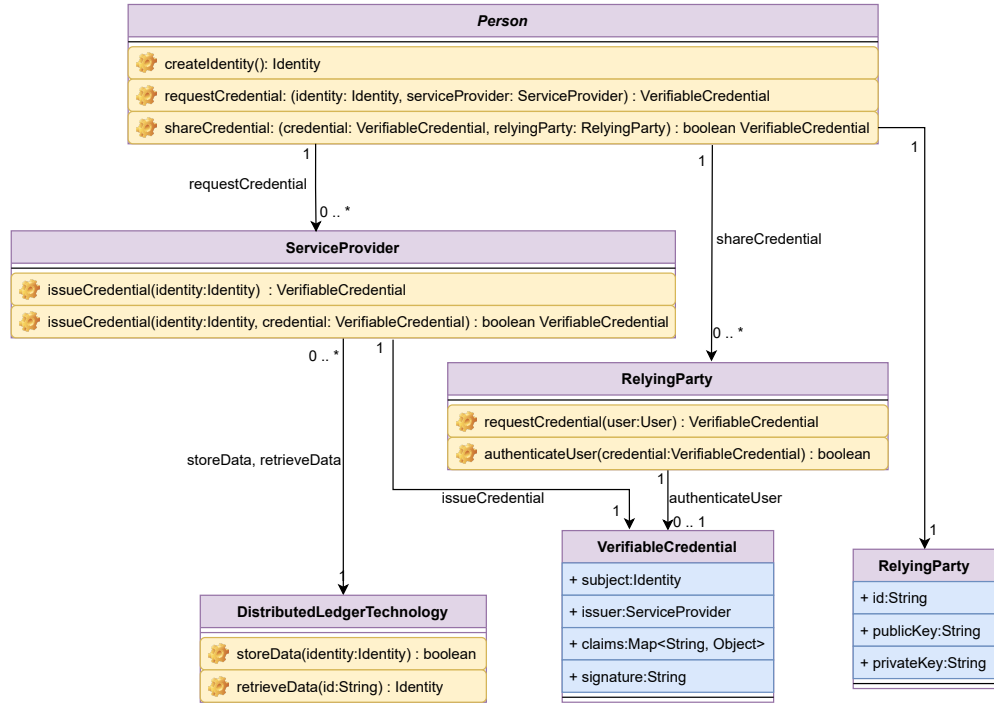 Person
createIdentity(): Identity
requestCredential: (identity: Identity, serviceProvider: ServiceProvider) : VerifiableCredential
shareCredential: (credential: VerifiableCredential, relyingParty: RelyingParty) : boolean VerifiableCredential
1
1
1
requestCredential
0 .. *
shareCredential
ServiceProvider
issueCredential(identity:Identity) : VerifiableCredential
issueCredential(identity:Identity, credential: VerifiableCredential) : boolean VerifiableCredential
0 .. *
1
0 .. *
RelyingParty
requestCredential(user:User) : VerifiableCredential
authenticateUser(credential:VerifiableCredential) : boolean
storeData, retrieveData
1
issueCredential
authenticateUser
1
0 .. 1
1
VerifiableCredential
+ subject:Identity
+ issuer:ServiceProvider
+ claims:Map<String, Object>
+ signature:String
RelyingParty
+ id:String
+ publicKey:String
+ privateKey:String
1
DistributedLedgerTechnology
storeData(identity:Identity) : boolean
retrieveData(id:String) : Identity